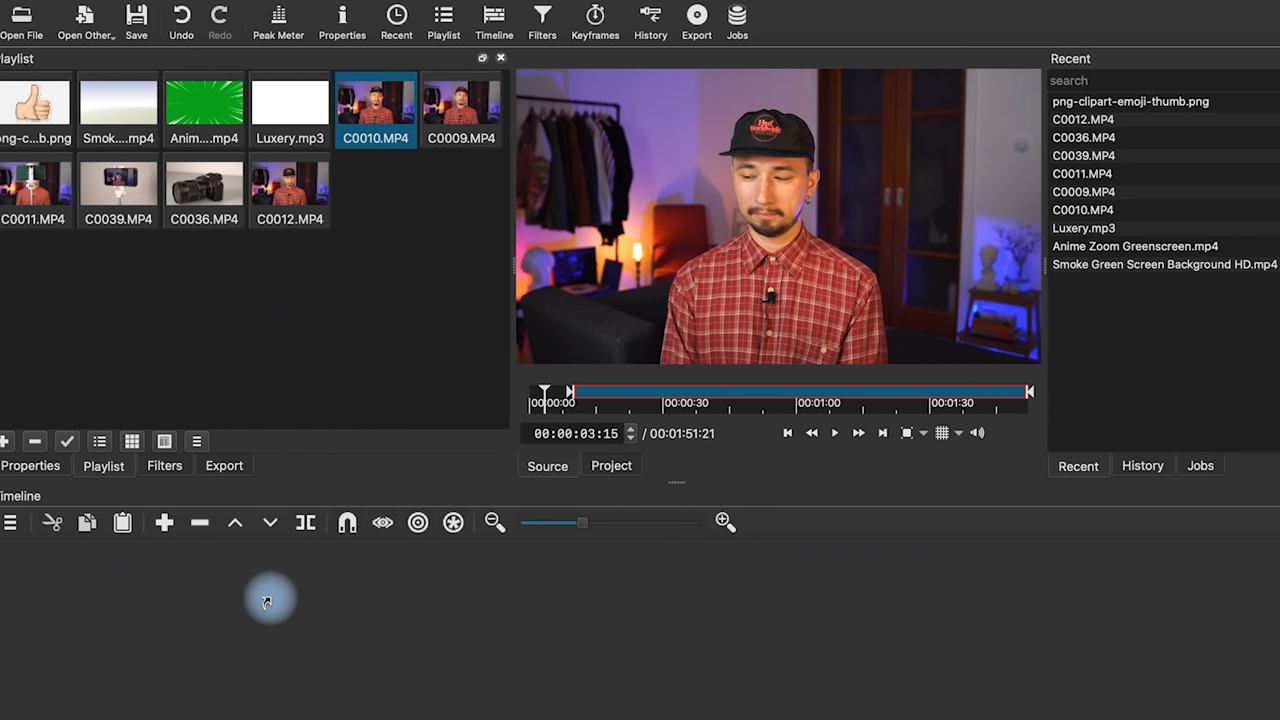 Open File Open Other... Save Undo Redo Peak Meter Properties Recent Playlist Timeline Filters Keyframes History Export Jobs
laylist
ng-c...b.png Smok....mp4 Anim....mp4 Luxery.mp3 C0010.MP4 C0009.MP4
C0011.MP4 C0039.MP4 C0036.MP4 C0012.MP4
Properties Playlist Filters Export
00:00:00 00:00:30 00:01:00 00:01:30
00:00:03:15 / 00:01:51:21
Source Project
Recent
search
png-clipart-emoji-thumb.png
C0012.MP4
C0036.MP4
C0039.MP4
C0011.MP4
C0009.MP4
C0010.MP4
Luxery.mp3
Anime Zoom Greenscreen.mp4
Smoke Green Screen Background HD.mp4
Recent History Jobs
Timeline